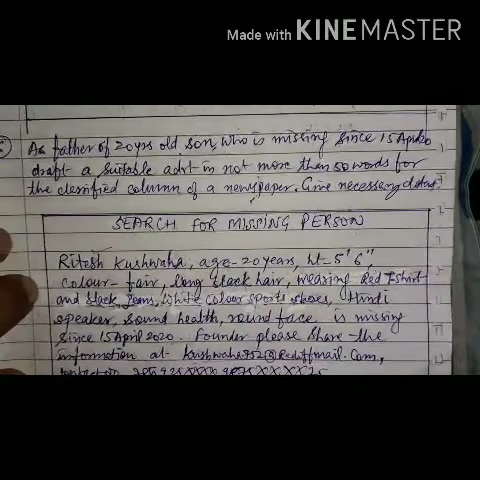 Made with KINEMASTER
As father of 20yrs old son, who is missing since 15 April20
draft a suitable advt in not more than 50 words for
the classified column of a newspaper. Give necessary detail.
SEARCH FOR MISSING PERSON
Ritesh Kushwaha, age-20years, ht-5'6"
Colour- fair, long black hair, wearing Red T-shirt
and black Jeans, White colour sports shoes, Hindi
speaker, sound health, round face is missing
since 15 April 2020. Founder please share the
information at- Kushwaha752@Rediffmail.com,